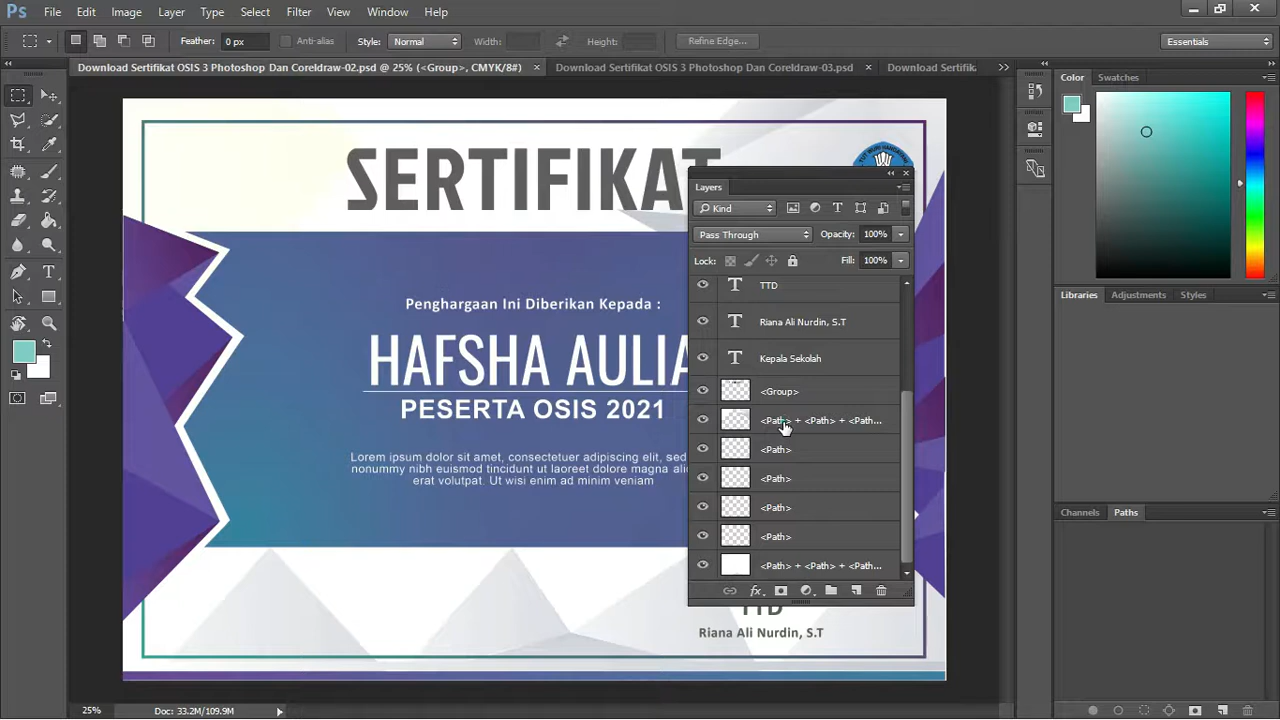 Ps File Edit Image Layer Type Select Filter View Window Help
Feather: 0 px Anti-alias Style: Normal Width: Height: Refine Edge... Essentials
Download Sertifikat OSIS 3 Photoshop Dan Coreldraw-02.psd @ 25% (<Group>, CMYK/8#) × Download Sertifikat OSIS 3 Photoshop Dan Coreldraw-03.psd × Download Sertifik
Color Swatches
SERTIFIKAT
Penghargaan Ini Diberikan Kepada :
HAFSHA AULIA
PESERTA OSIS 2021
Lorem ipsum dolor sit amet, consectetuer adipiscing elit, sed
nonummy nibh euismod tincidunt ut laoreet dolore magna ali
erat volutpat. Ut wisi enim ad minim veniam
TTD
Riana Ali Nurdin, S.T
Layers
Kind
Pass Through Opacity: 100%
Lock: Fill: 100%
TTD
Riana Ali Nurdin, S.T
Kepala Sekolah
<Group>
<Path> + <Path> + <Path...
<Path>
<Path>
<Path>
<Path>
<Path> + <Path> + <Path...
fx
Libraries Adjustments Styles
Channels Paths
25% Doc: 33.2M/109.9M